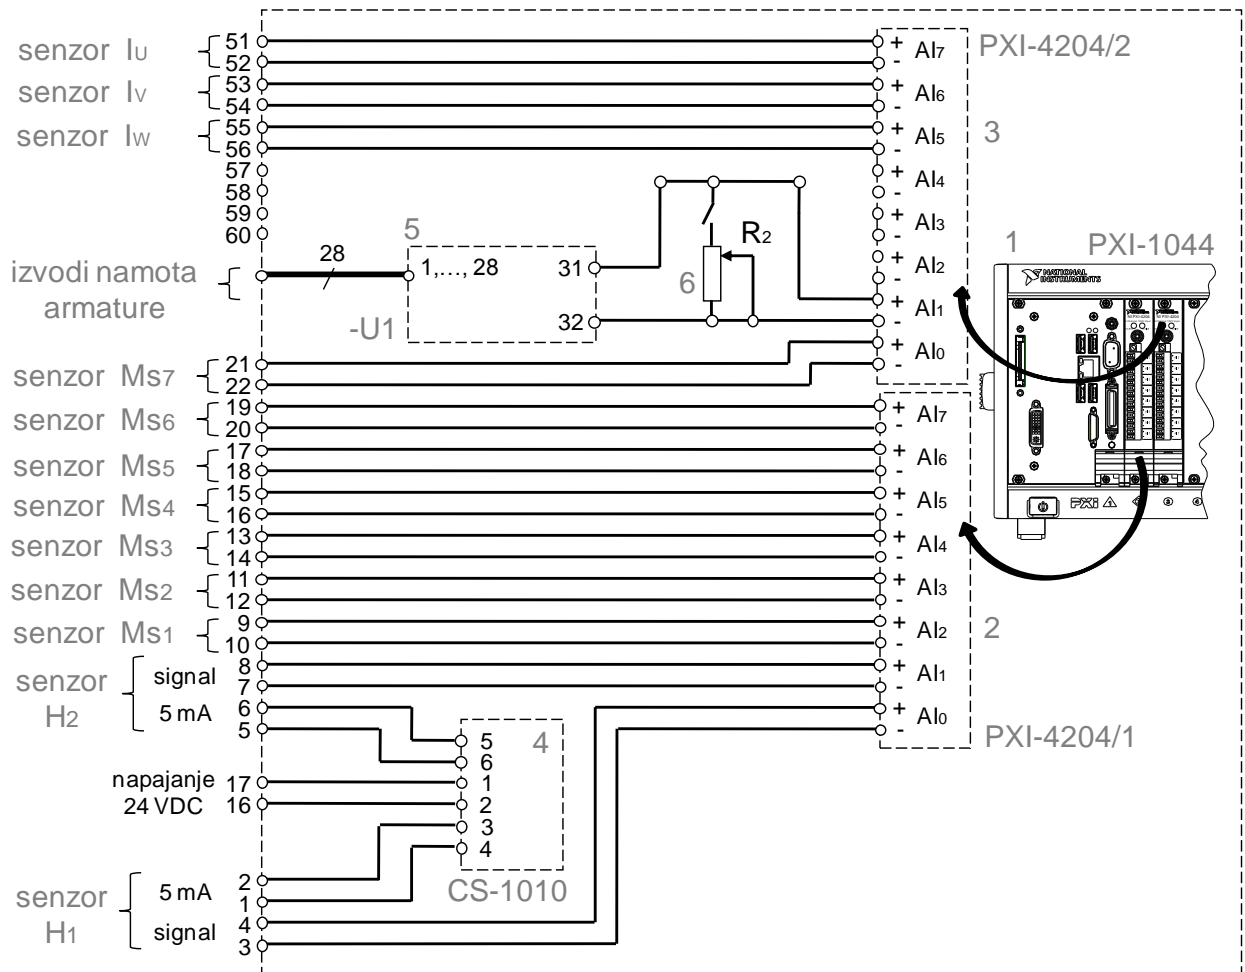 senzor IU
51
52
+
-
AI7
PXI-4204/2
senzor IV
53
54
+
-
AI6
senzor IW
55
56
+
-
AI5
3
57
58
+
-
AI4
59
60
+
-
AI3
+
-
AI2
izvodi namota
armature
28
5
1,…, 28
31
32
-U1
R2
6
+
-
AI1
1
PXI-1044
NATIONAL
INSTRUMENTS
PXI
senzor Ms7
21
22
+
-
AI0
senzor Ms6
19
20
+
-
AI7
senzor Ms5
17
18
+
-
AI6
senzor Ms4
15
16
+
-
AI5
senzor Ms3
13
14
+
-
AI4
senzor Ms2
11
12
+
-
AI3
senzor Ms1
9
10
+
-
AI2
2
senzor
H2
signal
8
7
+
-
AI1
5 mA
6
5
+
-
AI0
PXI-4204/1
4
5
6
1
2
3
4
CS-1010
napajanje
24 VDC
17
16
senzor
H1
5 mA
2
1
signal
4
3